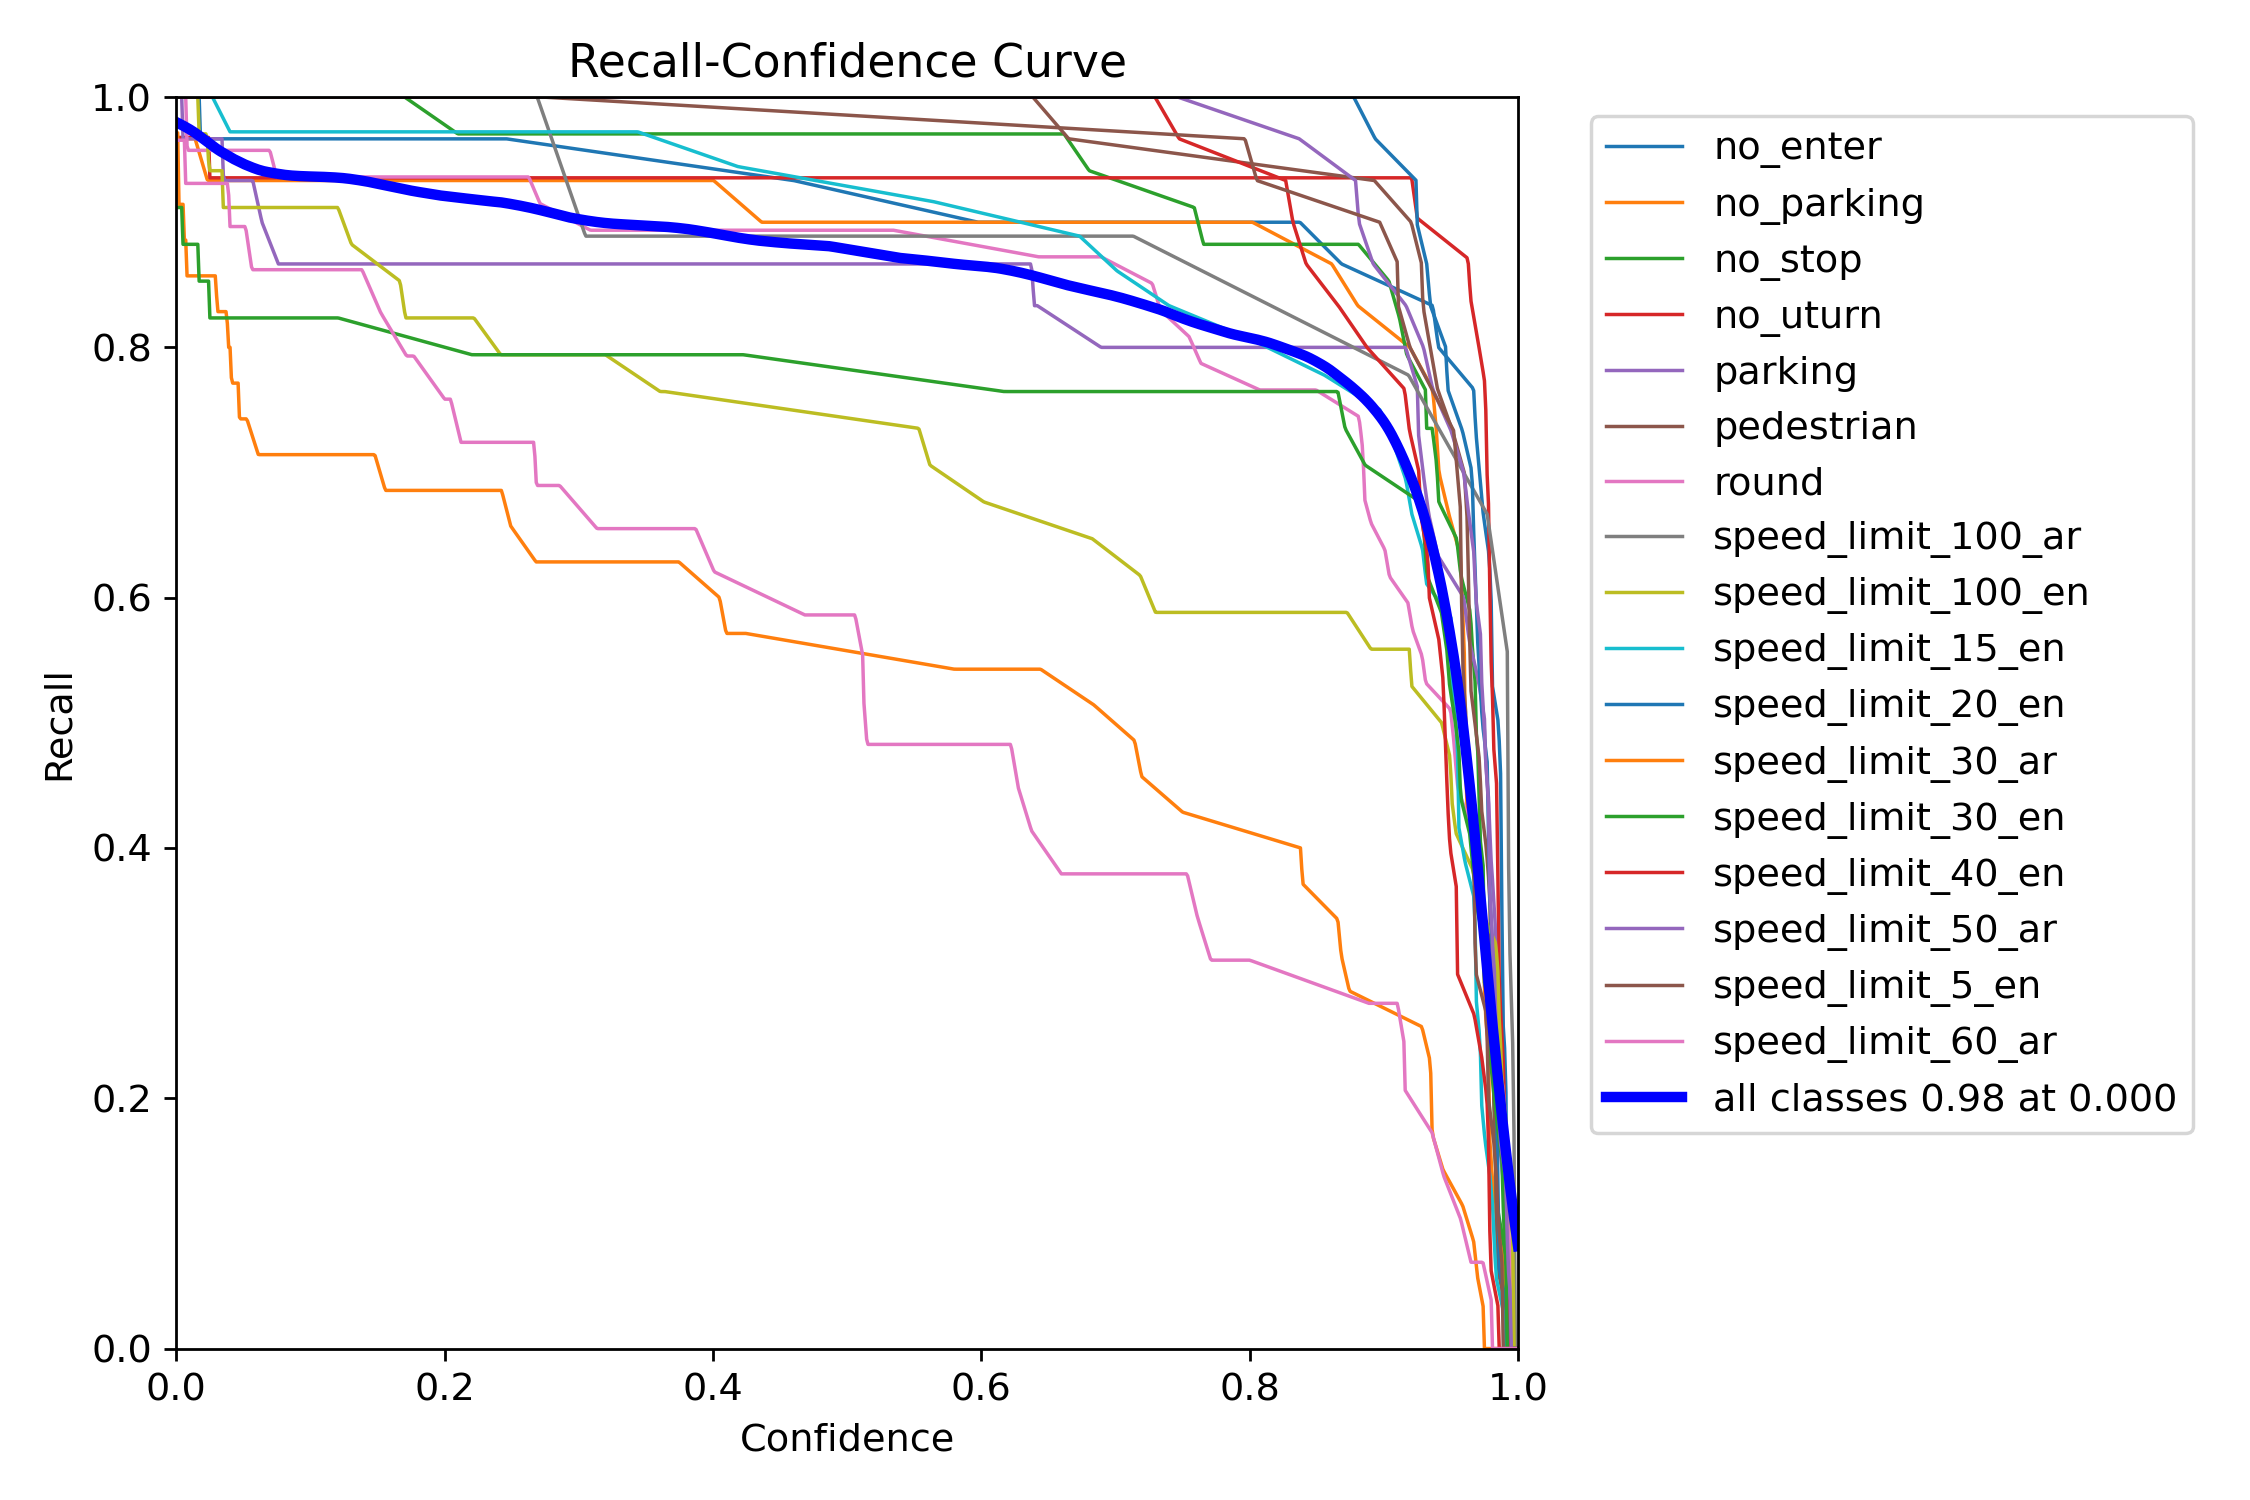 Recall-Confidence Curve
1.0
0.8
0.6
0.4
0.2
0.0
Recall
0.0 0.2 0.4 0.6 0.8 1.0
Confidence
no_enter
no_parking
no_stop
no_uturn
parking
pedestrian
round
speed_limit_100_ar
speed_limit_100_en
speed_limit_15_en
speed_limit_20_en
speed_limit_30_ar
speed_limit_30_en
speed_limit_40_en
speed_limit_50_ar
speed_limit_5_en
speed_limit_60_ar
all classes 0.98 at 0.000